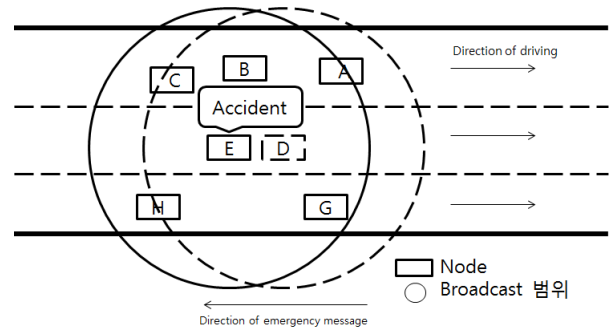 Direction of driving
B
A
C
Accident
E
D
H
G
Node
Broadcast 범위
Direction of emergency message